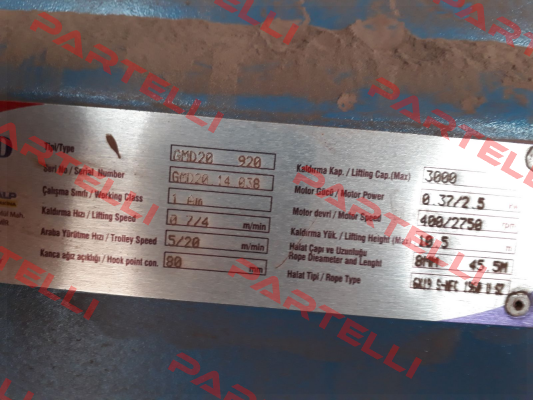 Tipi/Type GMD20 920
Seri No / Serial Number GMD20 14 038
Çalışma Sınıfı / Working Class
Kaldırma Hızı / Lifting Speed 0.7/4 m/min
Araba Yürütme Hızı / Trolley Speed 5/20 m/min
Kanca ağız açıklığı / Hook point con. 80 mm
Kaldırma Kap. / Lifting Cap.(Max) 3000
Motor Gücü / Motor Power 0.37/2.5
Motor devri / Motor Speed 400/2750
Kaldırma Yük. / Lifting Height (Max 10.5 m
Halat Çapı ve Uzunluğu
Rope Dieameter and Lenght 8MM 45.5M
Halat Tipi / Rope Type
PARTELLI
PARTELLI
PARTELLI
PARTELLI
PARTELLI